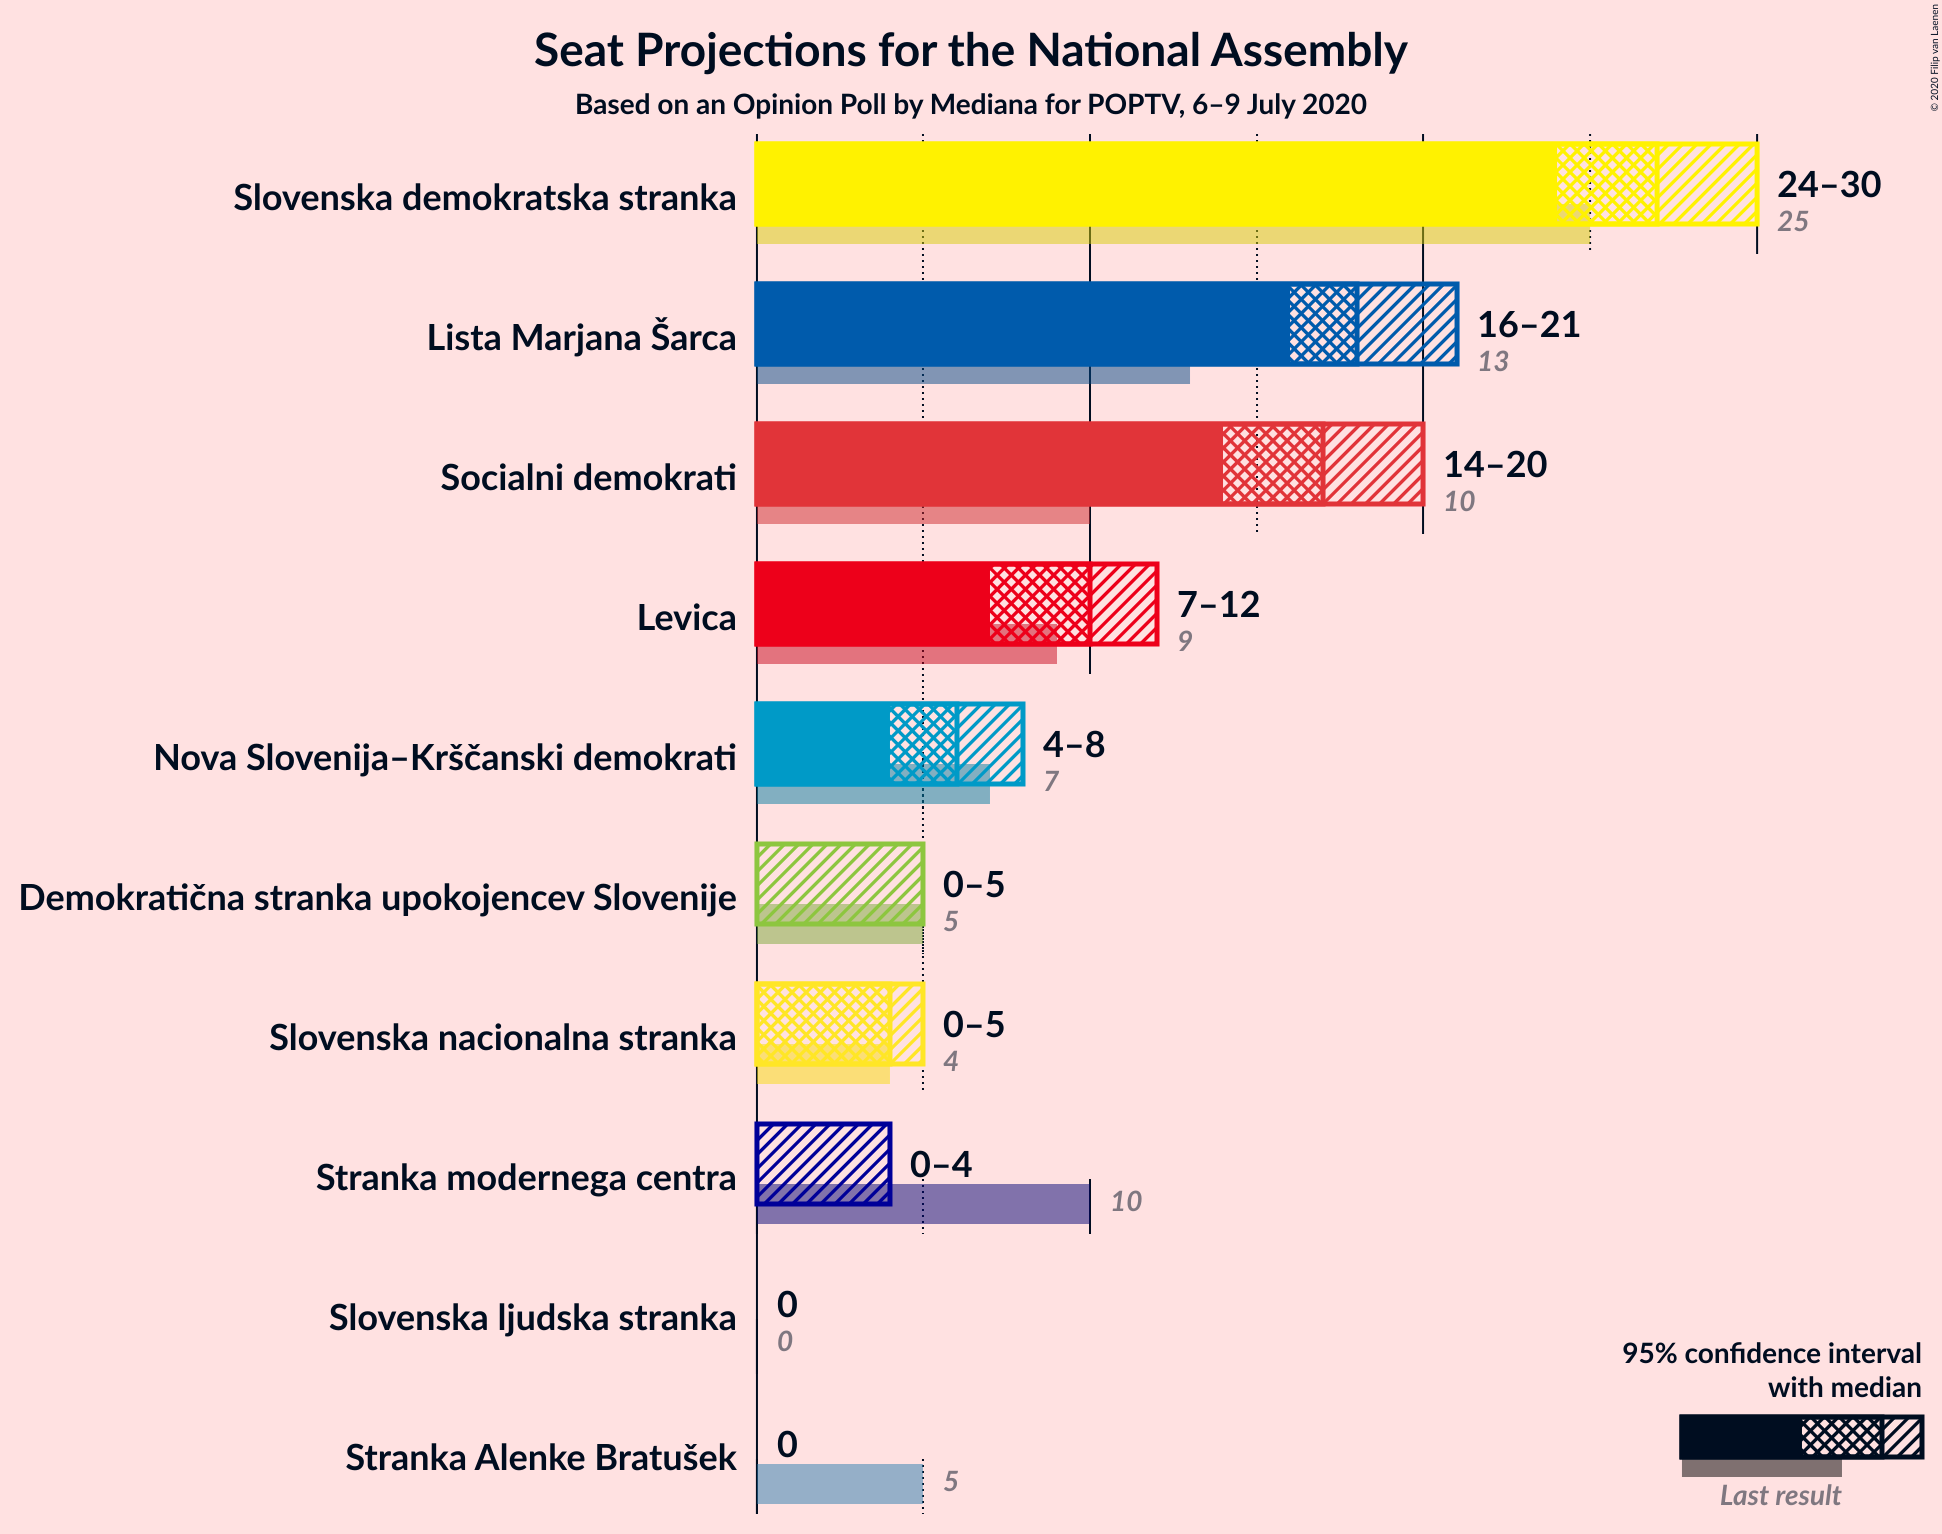 Seat Projections for the National Assembly
Based on an Opinion Poll by Mediana for POPTV, 6–9 July 2020
© 2020 Filip van Laenen
Slovenska demokratska stranka
24–30
25
Lista Marjana Šarca
16–21
13
Socialni demokrati
14–20
10
Levica
7–12
9
Nova Slovenija–Krščanski demokrati
4–8
7
Demokratična stranka upokojencev Slovenije
0–5
5
Slovenska nacionalna stranka
0–5
4
Stranka modernega centra
0–4
10
Slovenska ljudska stranka
0
0
Stranka Alenke Bratušek
0
5
95% confidence interval
with median
Last result